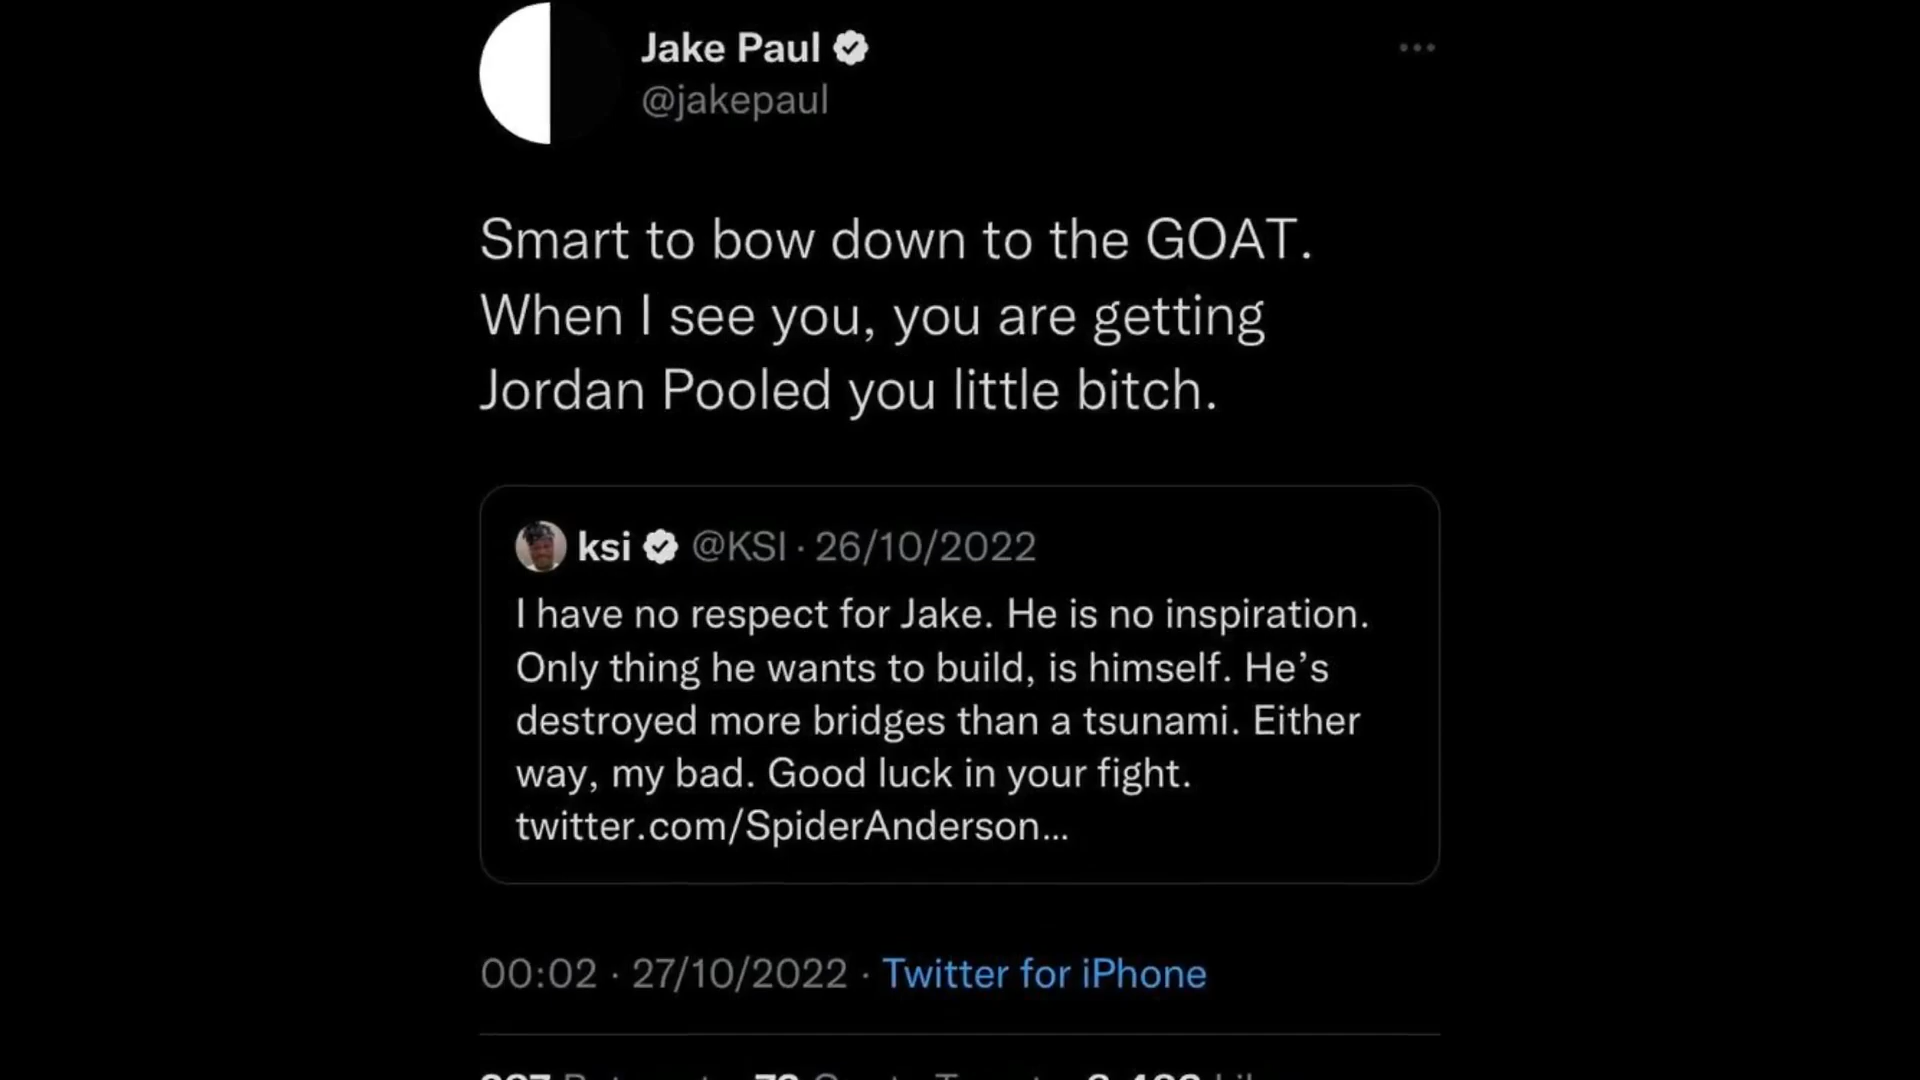 Jake Paul
@jakepaul
Smart to bow down to the GOAT.
When I see you, you are getting
Jordan Pooled you little bitch.
ksi @KSI · 26/10/2022
I have no respect for Jake. He is no inspiration.
Only thing he wants to build, is himself. He’s
destroyed more bridges than a tsunami. Either
way, my bad. Good luck in your fight.
twitter.com/SpiderAnderson…
00:02 · 27/10/2022 · Twitter for iPhone